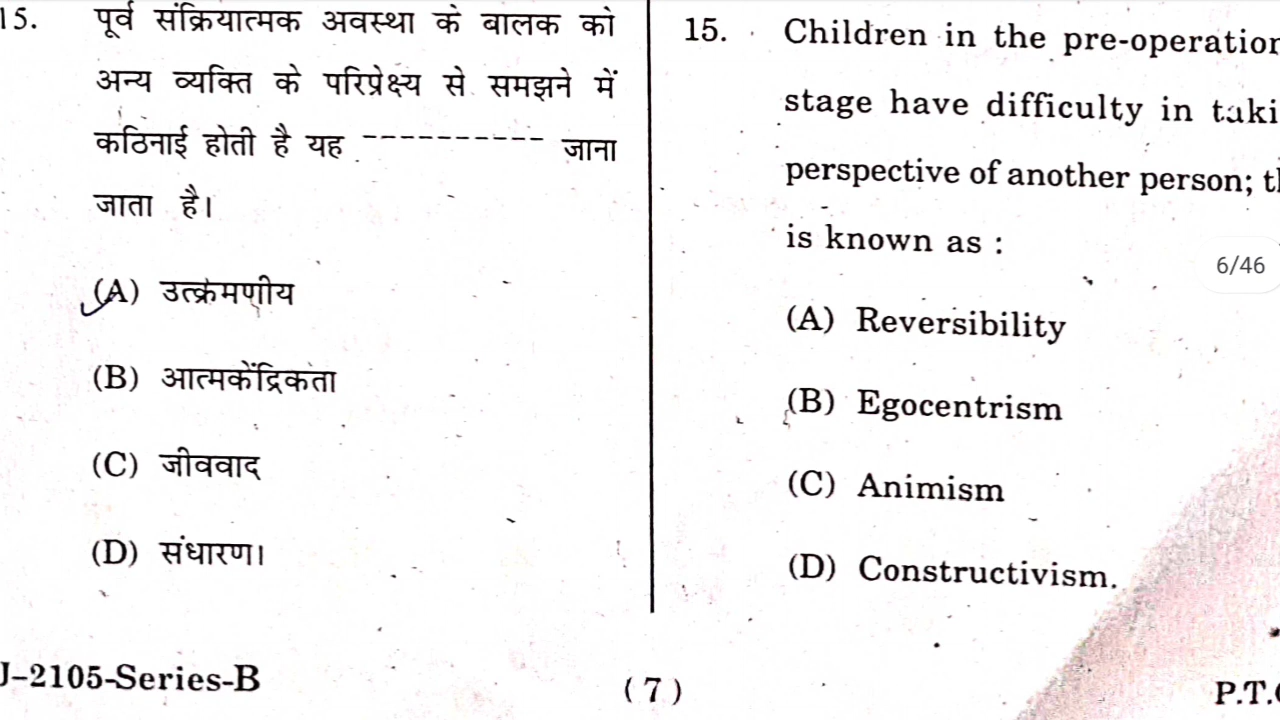 15.
पूर्व संक्रियात्मक अवस्था के बालक को
अन्य व्यक्ति के परिप्रेक्ष्य से समझने में
कठिनाई होती है यह ---------- जाना
जाता है।
(A) उत्क्रमणीय
(B) आत्मकेंद्रिकता
(C) जीववाद
(D) संधारण।
J-2105-Series-B
(7)
15.
Children in the pre-operation
stage have difficulty in taki
perspective of another person; th
is known as :
(A) Reversibility
(B) Egocentrism
(C) Animism
(D) Constructivism.
6/46
P.T.